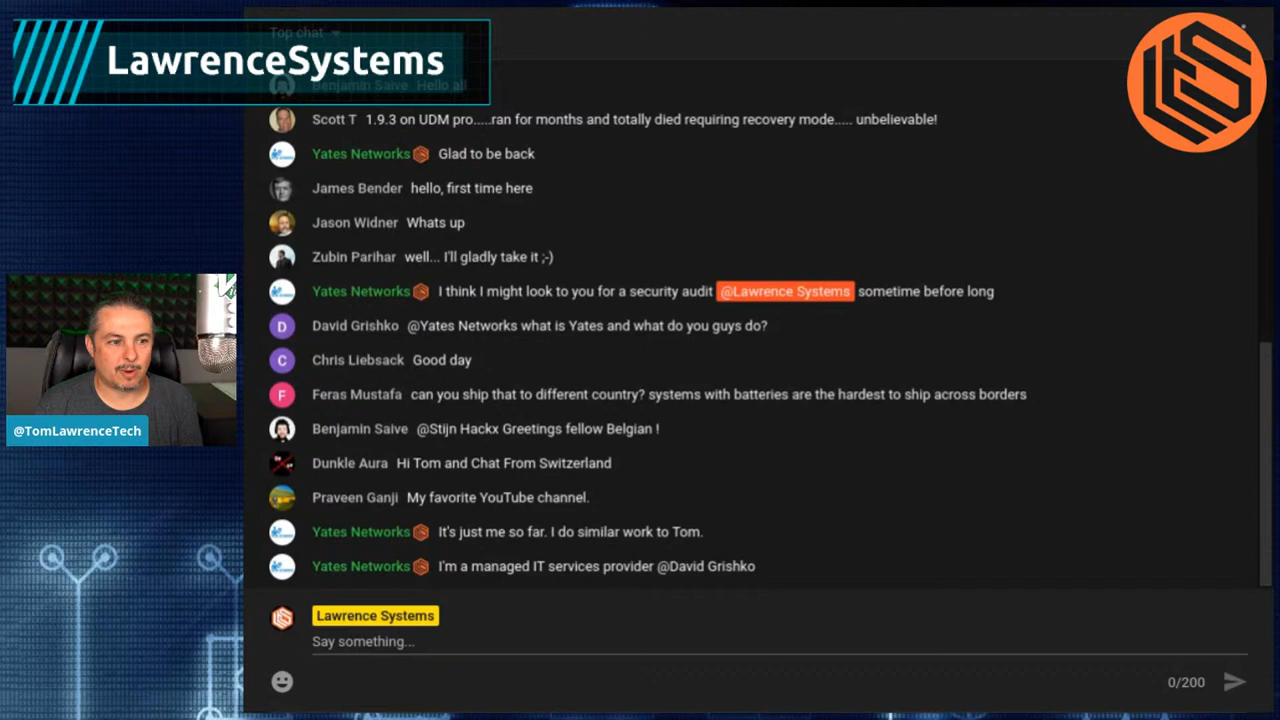 LawrenceSystems
Top chat
Benjamin Saive Hello all
Scott T 1.9.3 on UDM pro.....ran for months and totally died requiring recovery mode..... unbelievable!
Yates Networks Glad to be back
James Bender hello, first time here
Jason Widner Whats up
Zubin Parihar well... I'll gladly take it ;-)
Yates Networks I think I might look to you for a security audit @Lawrence Systems sometime before long
D David Grishko @Yates Networks what is Yates and what do you guys do?
C Chris Liebsack Good day
F Feras Mustafa can you ship that to different country? systems with batteries are the hardest to ship across borders
Benjamin Saive @Stijn Hackx Greetings fellow Belgian !
Dunkle Aura Hi Tom and Chat From Switzerland
@TomLawrenceTech
Praveen Ganji My favorite YouTube channel.
Yates Networks It's just me so far. I do similar work to Tom.
Yates Networks I'm a managed IT services provider @David Grishko
Lawrence Systems
Say something...
0/200